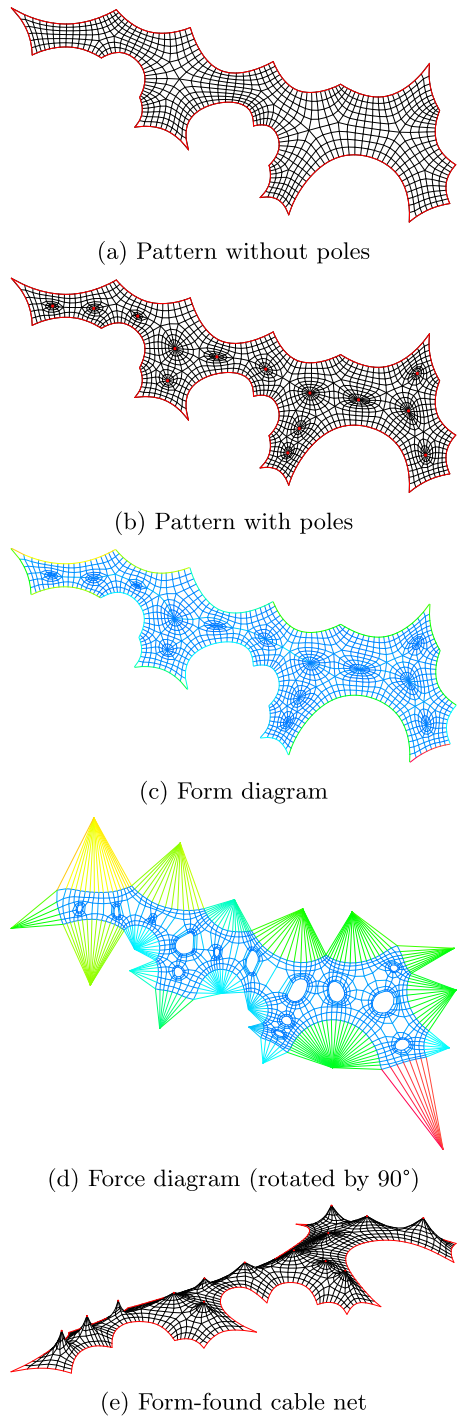 (a) Pattern without poles
(b) Pattern with poles
(c) Form diagram
(d) Force diagram (rotated by 90°)
(e) Form-found cable net